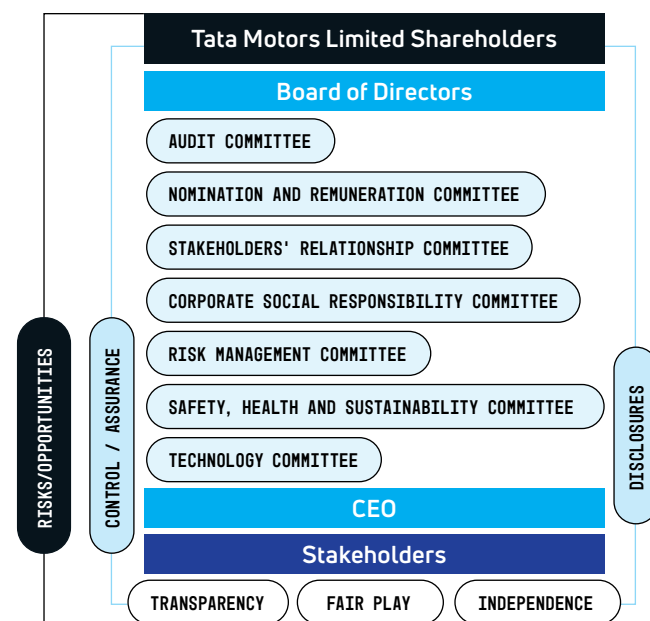 Tata Motors Limited Shareholders
Board of Directors
AUDIT COMMITTEE
NOMINATION AND REMUNERATION COMMITTEE
STAKEHOLDERS' RELATIONSHIP COMMITTEE
CORPORATE SOCIAL RESPONSIBILITY COMMITTEE
RISK MANAGEMENT COMMITTEE
SAFETY, HEALTH AND SUSTAINABILITY COMMITTEE
TECHNOLOGY COMMITTEE
RISKS/OPPORTUNITIES
CONTROL / ASSURANCE
DISCLOSURES
CEO
Stakeholders
TRANSPARENCY
FAIR PLAY
INDEPENDENCE